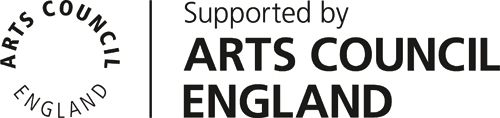 ARTS COUNCIL
ENGLAND
Supported by
ARTS COUNCIL
ENGLAND